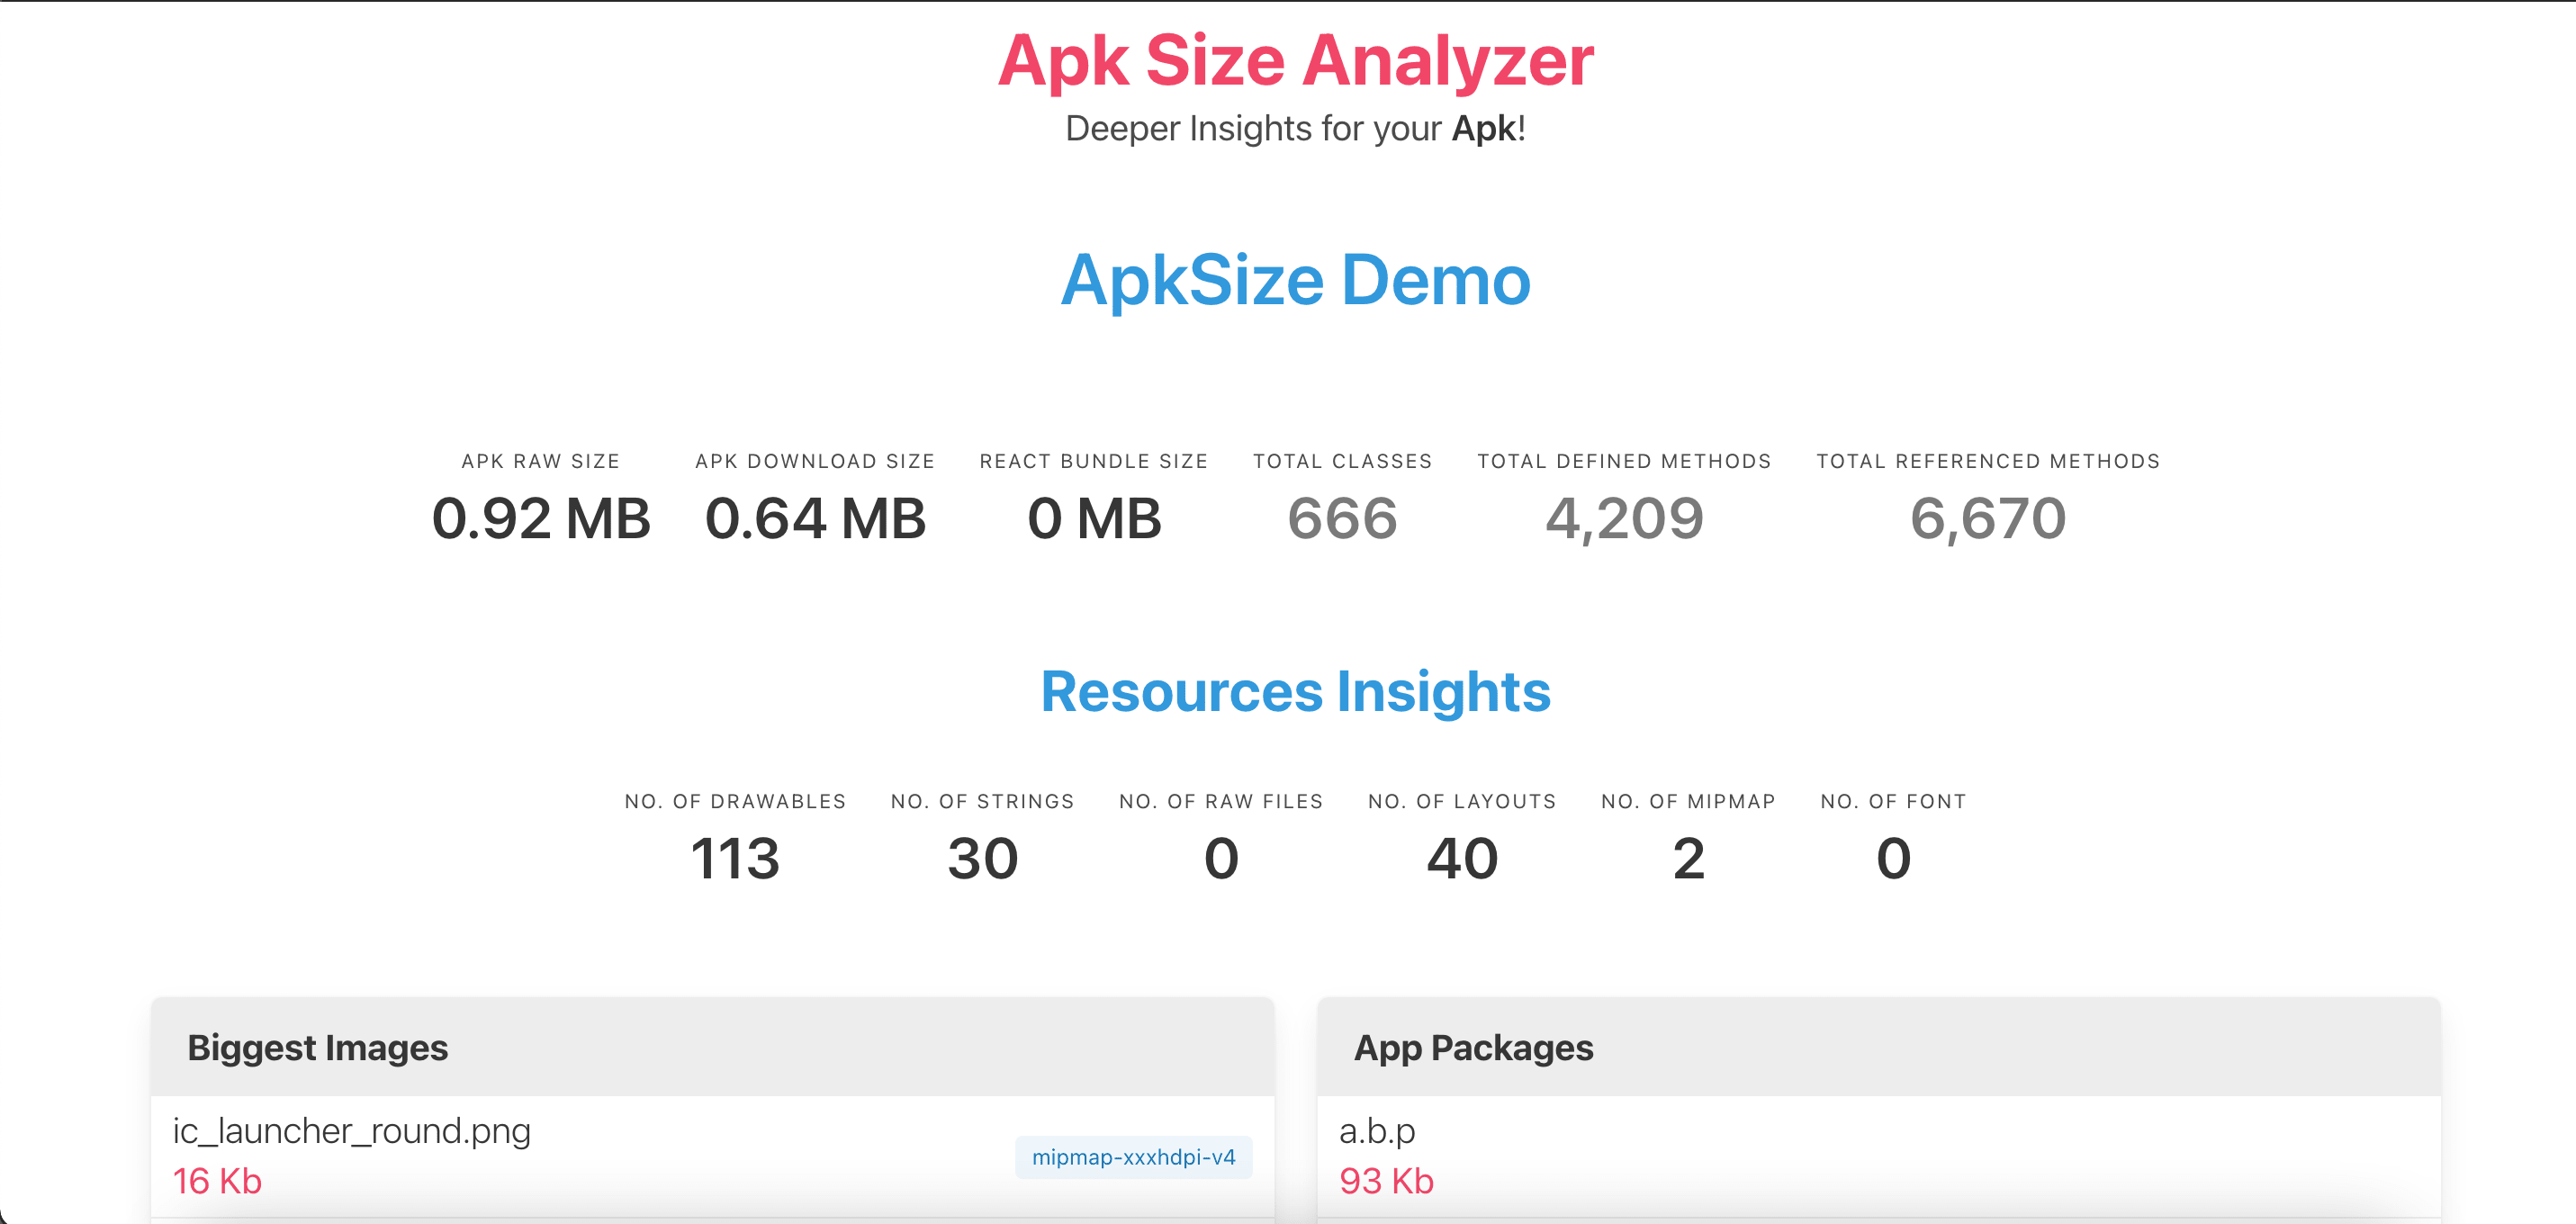 Apk Size Analyzer
Deeper Insights for your Apk!
ApkSize Demo
APK RAW SIZE
0.92 MB
APK DOWNLOAD SIZE
0.64 MB
REACT BUNDLE SIZE
0 MB
TOTAL CLASSES
666
TOTAL DEFINED METHODS
4,209
TOTAL REFERENCED METHODS
6,670
Resources Insights
NO. OF DRAWABLES
113
NO. OF STRINGS
30
NO. OF RAW FILES
0
NO. OF LAYOUTS
40
NO. OF MIPMAP
2
NO. OF FONT
0
Biggest Images
ic_launcher_round.png
16 Kb
mipmap-xxxhdpi-v4
App Packages
a.b.p
93 Kb